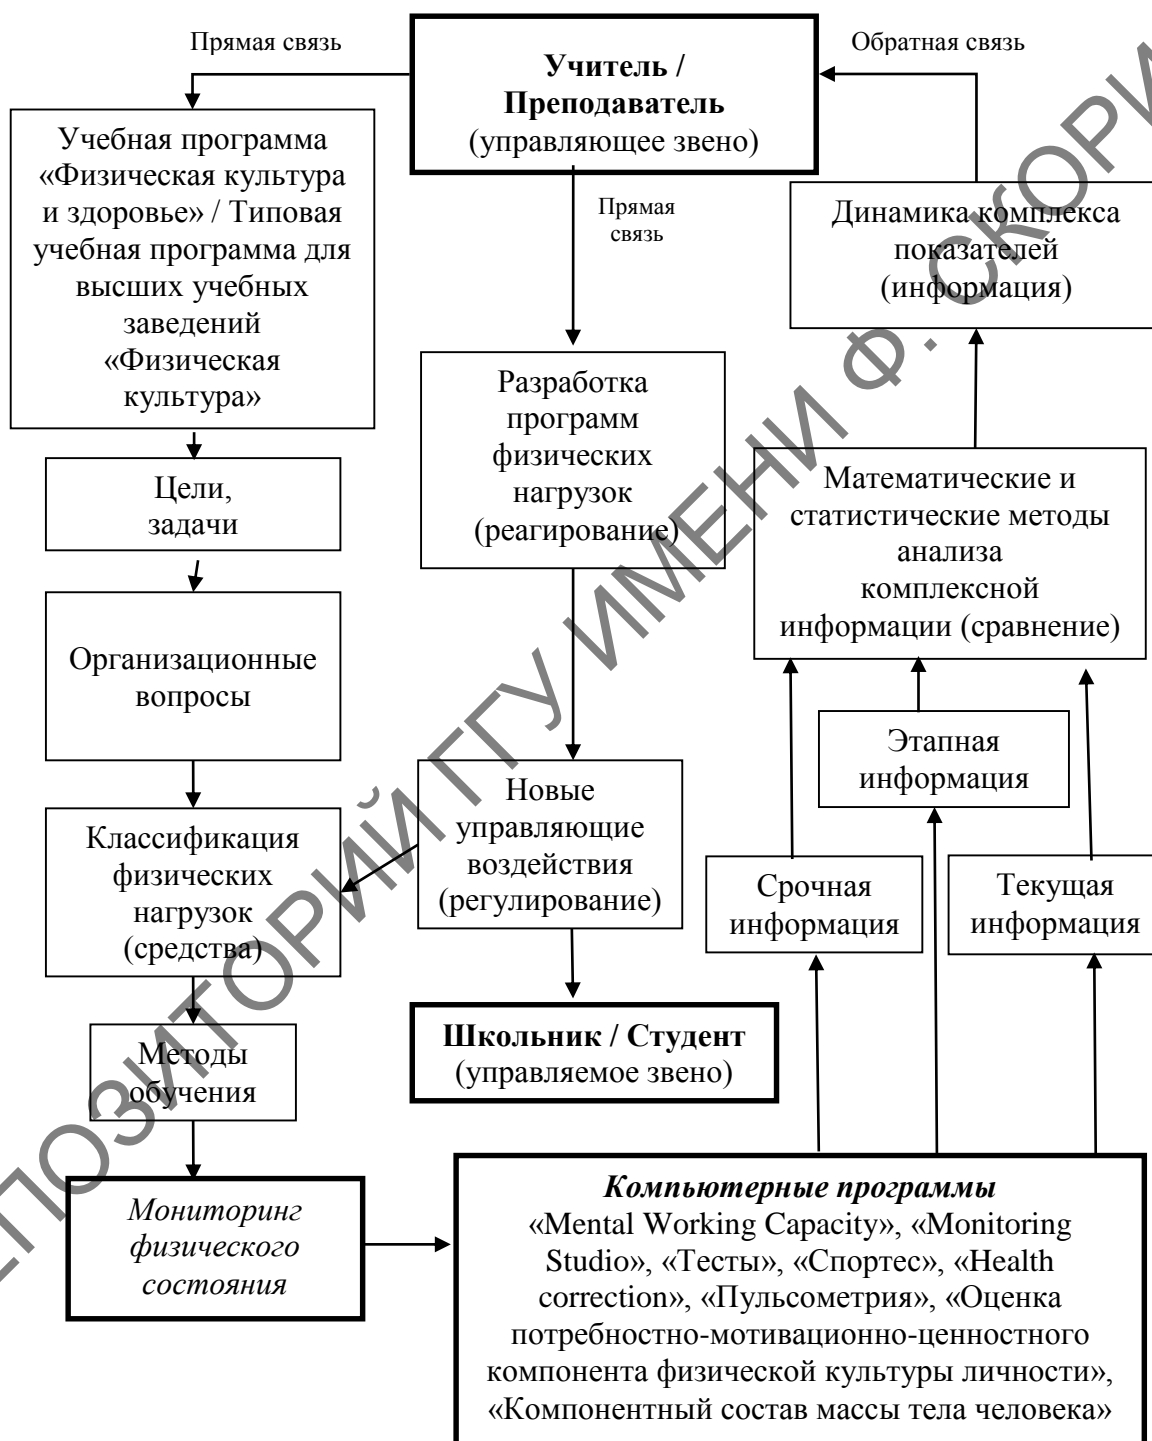 Прямая связь
Учитель /
Преподаватель
(управляющее звено)
Обратная связь
Учебная программа
«Физическая культура
и здоровье» / Типовая
учебная программа для
высших учебных
заведений
«Физическая
культура»
Прямая
связь
Динамика комплекса
показателей
(информация)
Разработка
программ
физических
нагрузок
(реагирование)
Цели,
задачи
Математические и
статистические методы
анализа
комплексной
информации (сравнение)
Организационные
вопросы
Этапная
информация
Новые
управляющие
воздействия
(регулирование)
Классификация
физических
нагрузок
(средства)
Срочная
информация
Текущая
информация
Школьник / Студент
(управляемое звено)
Методы
обучения
Мониторинг
физического
состояния
Компьютерные программы
«Mental Working Capacity», «Monitoring
Studio», «Тесты», «Спортес», «Health
correction», «Пульсометрия», «Оценка
потребностно-мотивационно-ценностного
компонента физической культуры личности»,
«Компонентный состав массы тела человека»
ЕПОЗИТОРИЙ ГГУ ИМЕНИ Ф. СКОРИ